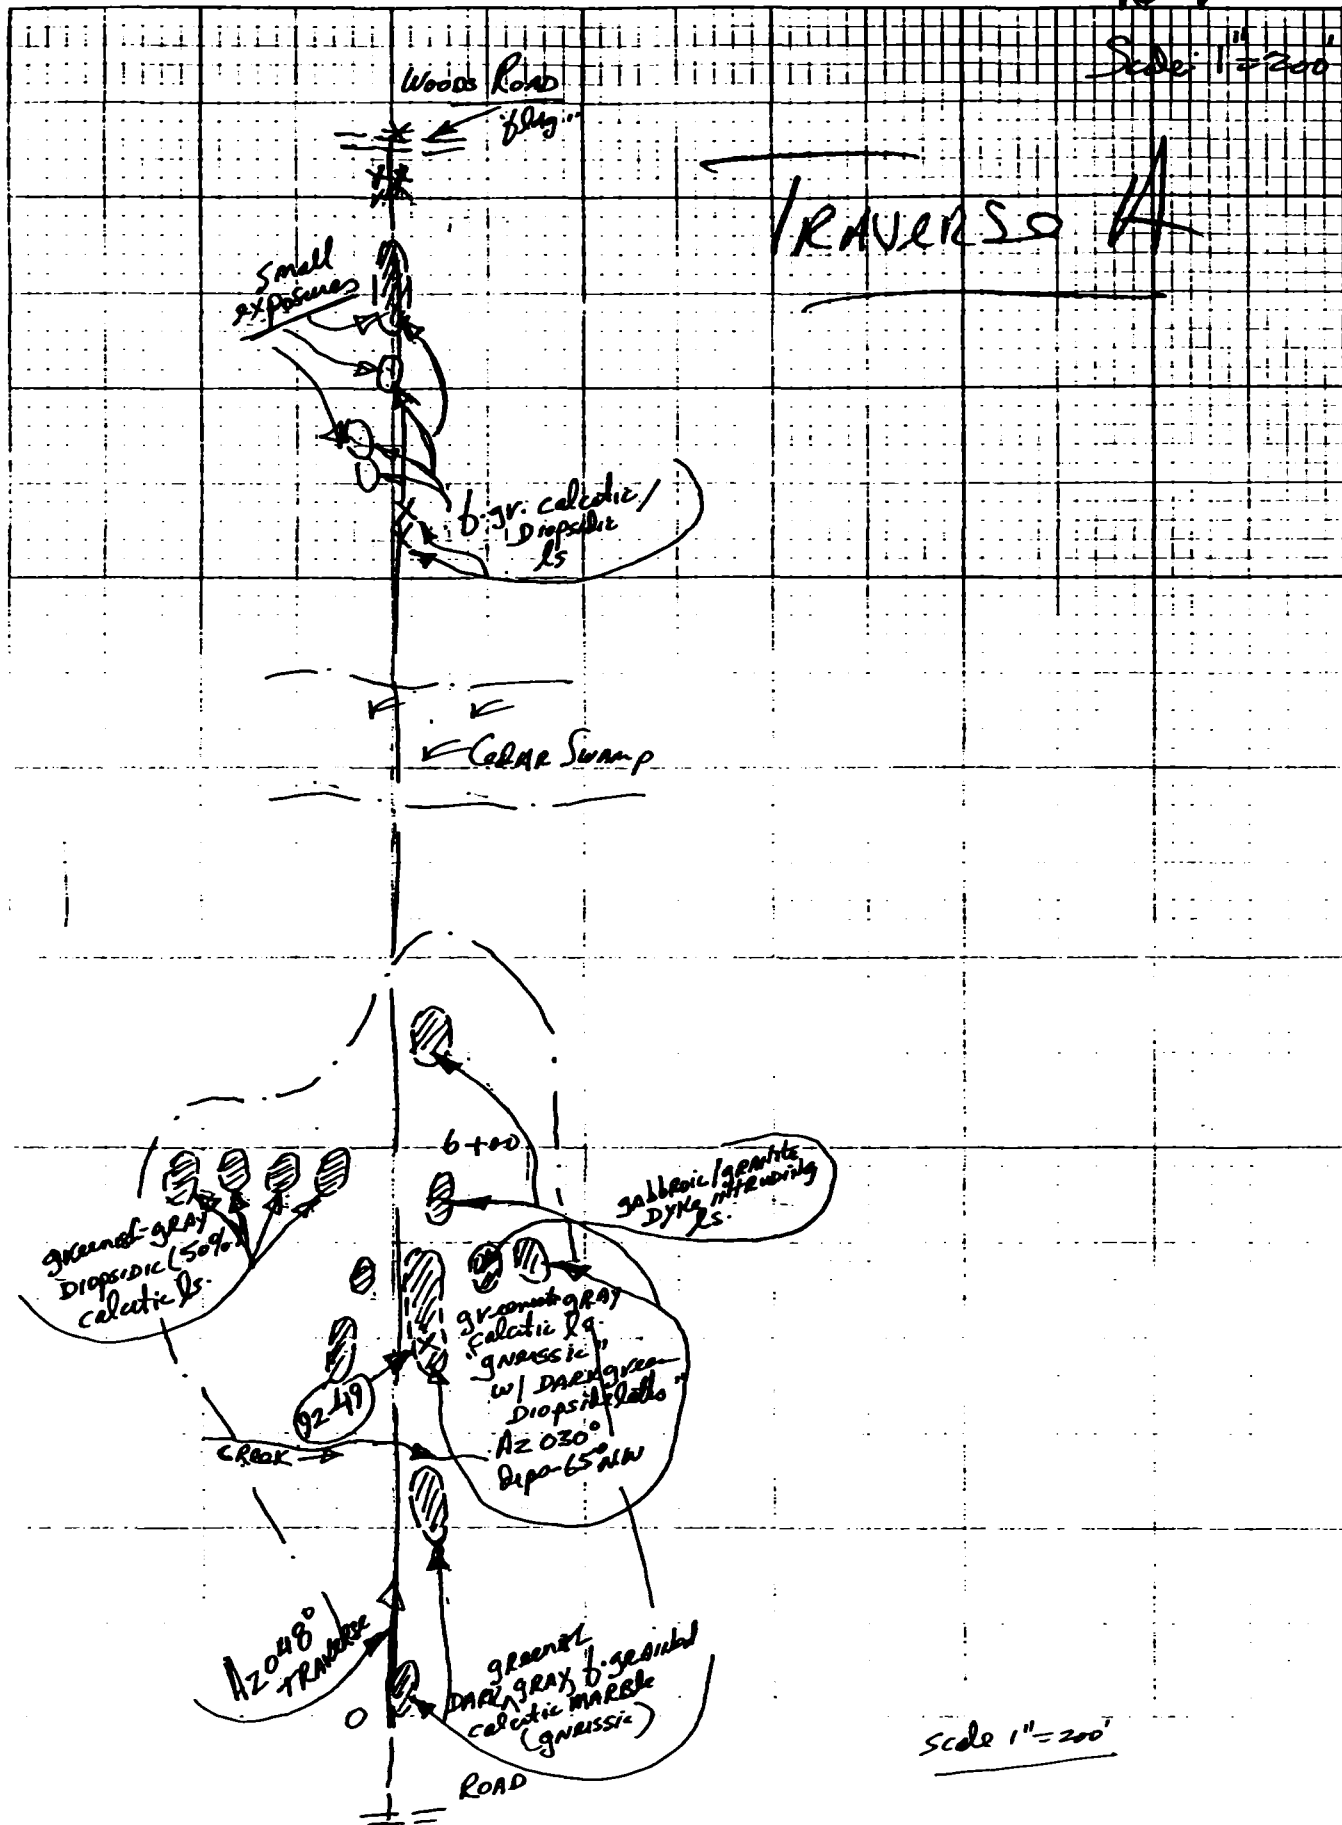 Scale 1"=200'
Woods Road
flag..
TRAVERSE A
small
exposures
f.gr. calcitic/
Diopsidic
ls
Cedar Swamp
6+00
gabbroic/granite
Dyke intruding
ls.
greenish-gray
Diopsidic (50%)
calcitic ls.
greenish gray
calcitic ls.
"gneissic"
w/ dark green
Diopside laths"
Az 030°
Dips-65° NW
92-49
CREEK
Az 048°
TRAVERSE
greenish
DARK gray, f. grained
calcitic marble
(gneissic)
0
ROAD
Scale 1"=200'